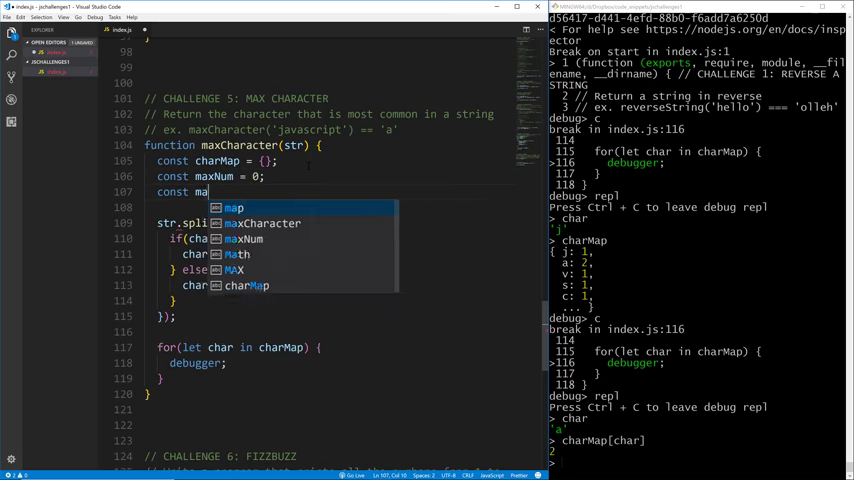 index.js - jschallenges1 - Visual Studio Code
File Edit Selection View Go Debug Tasks Help
OPEN EDITORS 1 UNSAVED
index.js
JSCHALLENGES1
index.js
index.js
98 }
99
100
101 // CHALLENGE 5: MAX CHARACTER
102 // Return the character that is most common in a string
103 // ex. maxCharacter('javascript') == 'a'
104 function maxCharacter(str) {
105 const charMap = {};
106 const maxNum = 0;
107 const ma
108
109 str.spli
110 if(cha
111 char
112 } else
113 char
114 }
115 });
116
117 for(let char in charMap) {
118 debugger;
119 }
120 }
121
122
123
124 // CHALLENGE 6: FIZZBUZZ
map
maxCharacter
maxNum
Math
MAX
charMap
2 0
Go Live Ln 107, Col 11 Spaces: 2 UTF-8 CRLF JavaScript Prettier
d56417-d441-4efd-88b0-f6add7a6250d
< For help see https://nodejs.org/en/docs/insp
ector
Break on start in index.js:1
> 1 (function (exports, require, module, __fil
ename, __dirname) { // CHALLENGE 1: REVERSE A
STRING
2 // Return a string in reverse
3 // ex. reverseString('hello') === 'olleh'
debug> c
break in index.js:116
114
115 for(let char in charMap) {
>116 debugger;
117 }
118 }
debug> repl
Press Ctrl + C to leave debug repl
> char
'j'
> charMap
{ j: 1,
a: 2,
v: 1,
s: 1,
c: 1,
... }
debug> c
break in index.js:116
114
115 for(let char in charMap) {
>116 debugger;
117 }
118 }
debug> repl
Press Ctrl + C to leave debug repl
> char
'a'
> charMap[char]
2
>